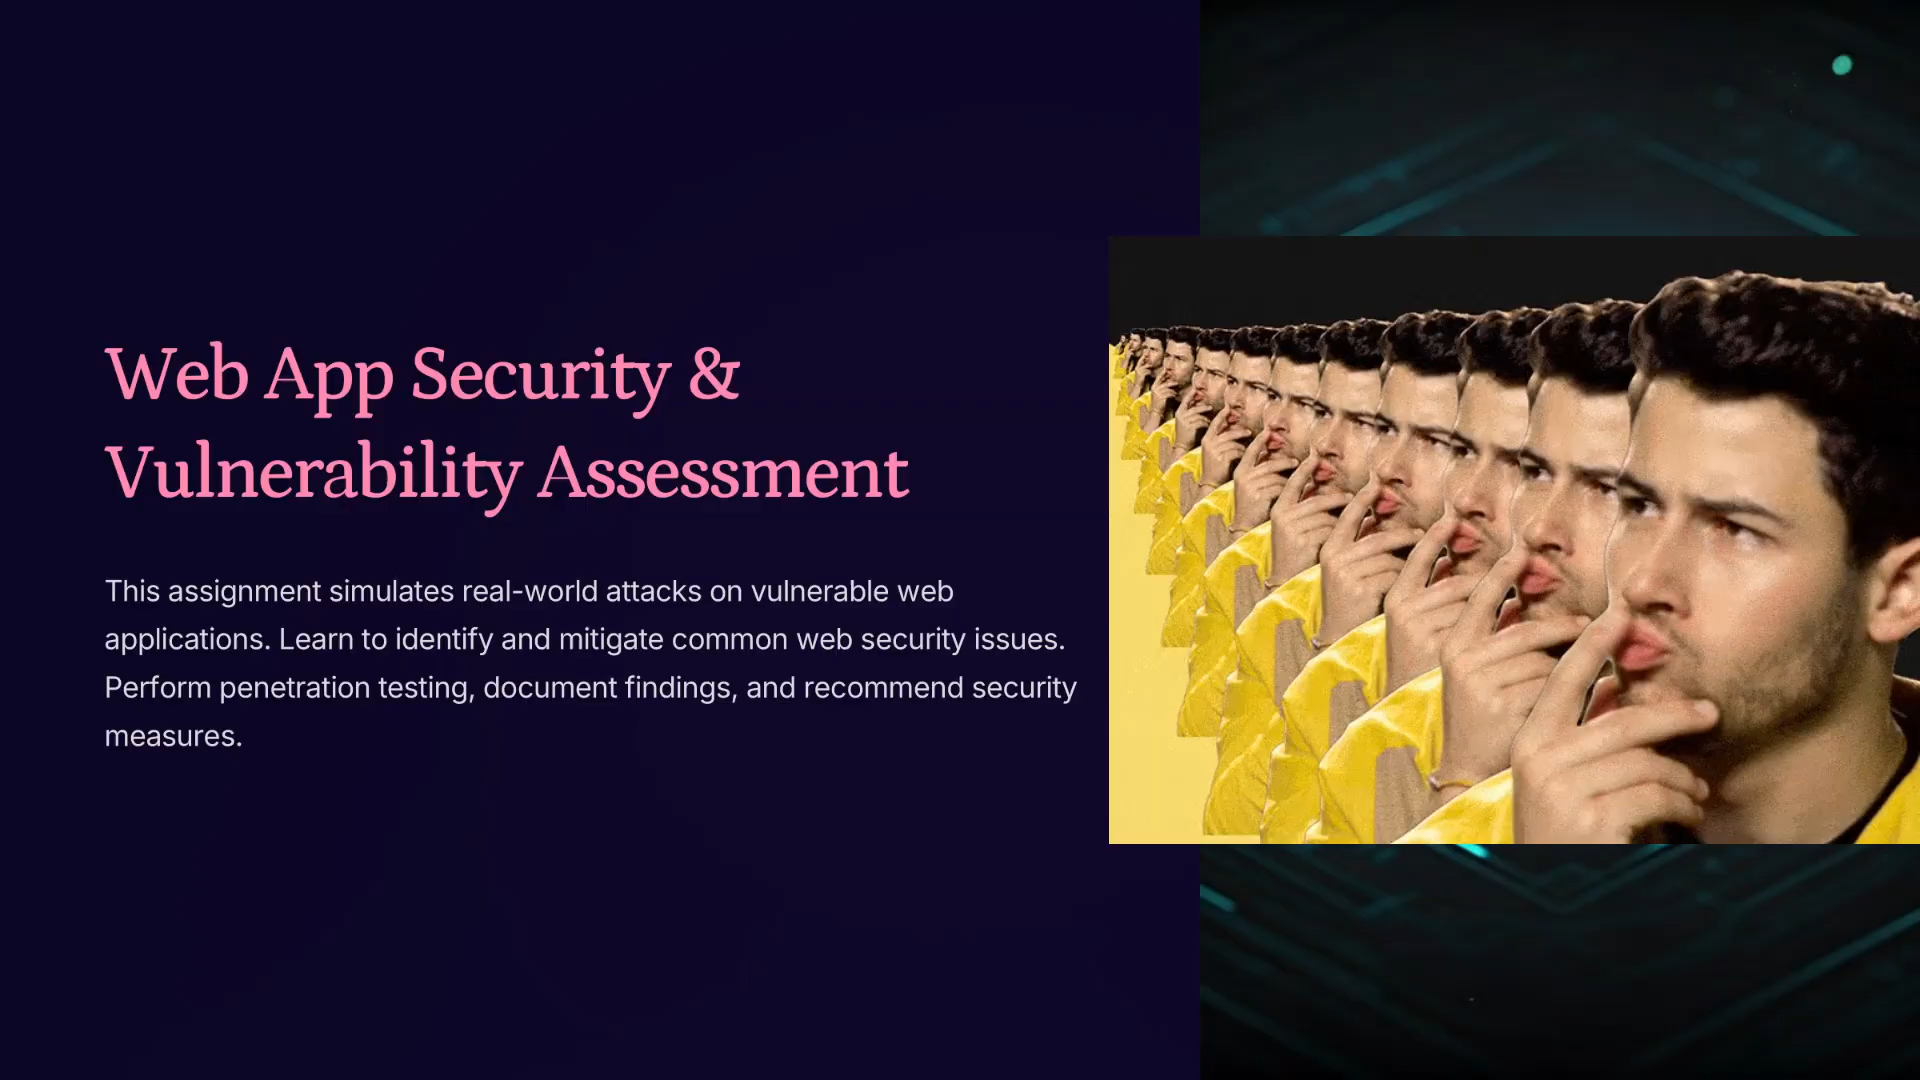 Web App Security &
Vulnerability Assessment
This assignment simulates real-world attacks on vulnerable web
applications. Learn to identify and mitigate common web security issues.
Perform penetration testing, document findings, and recommend security
measures.